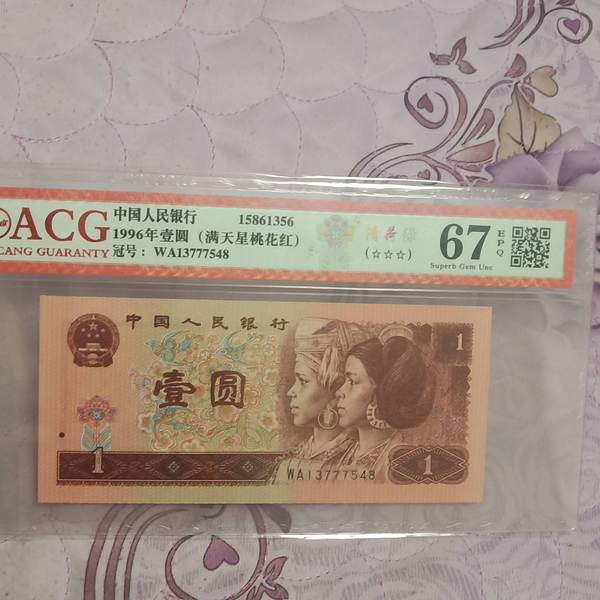 ACG
CANG GUARANTY
中国人民银行 15861356
1996年壹圆（满天星桃花红）
冠号： WA13777548
(☆☆☆)
67
EPQ
Superb Gem Unc
中国人民银行
1
壹圆
1
WA13777548
1